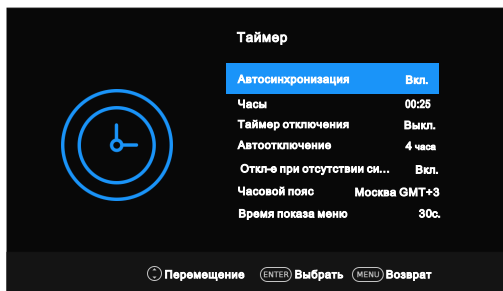 Таймер
Автосинхронизация Вкл.
Часы 00:25
Таймер отключения Выкл.
Автоотключение 4 часа
Откл-е при отсутствии си... Вкл.
Часовой пояс Москва GMT+3
Время показа меню 30с.
Перемещение ENTER Выбрать MENU Возврат